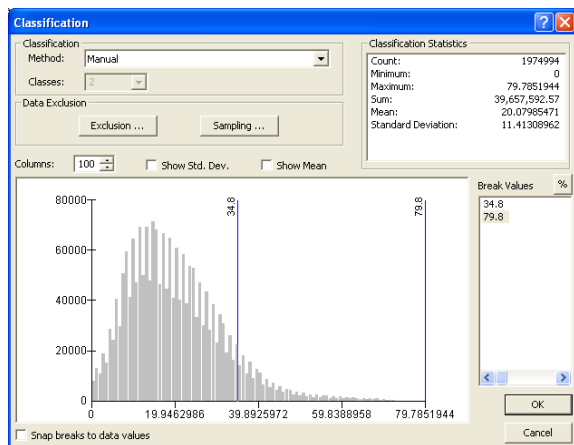 Classification
Classification
Method: Manual
Classes: 2
Data Exclusion
Exclusion ... Sampling ...
Classification Statistics
Count: 1974994
Minimum: 0
Maximum: 79.7851944
Sum: 39,657,592.57
Mean: 20.07985471
Standard Deviation: 11.41308962
Columns: 100 Show Std. Dev. Show Mean
Break Values %
34.8
79.8
80000
60000
40000
20000
0
34.8
79.8
0 19.9462986 39.8925972 59.8388958 79.7851944
Snap breaks to data values
OK
Cancel